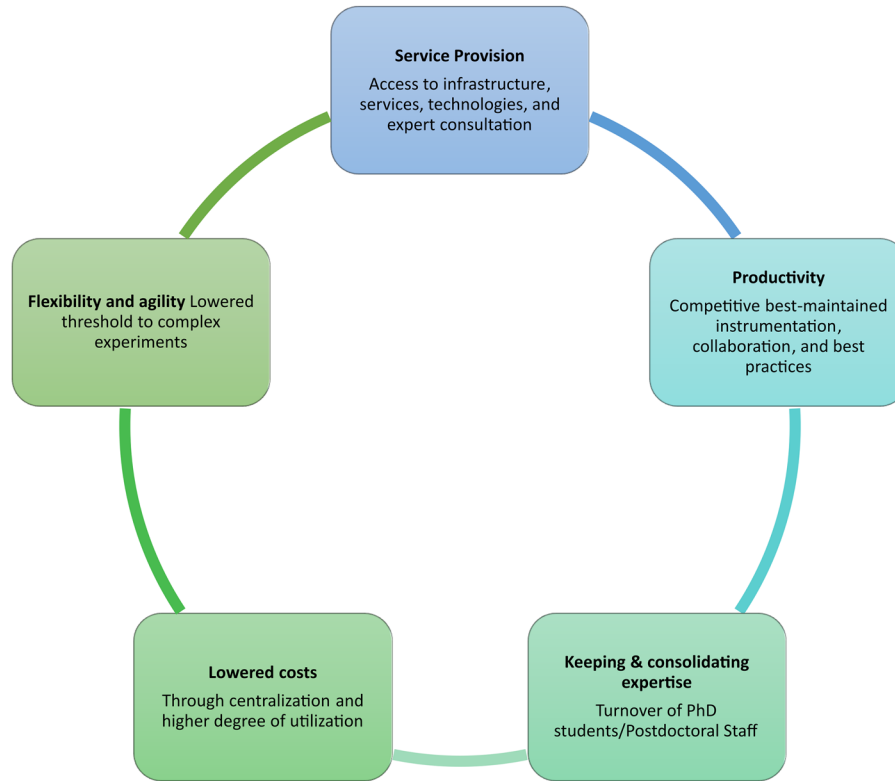 Service Provision
Access to infrastructure,
services, technologies, and
expert consultation
Productivity
Competitive best-maintained
instrumentation,
collaboration, and best
practices
Keeping & consolidating
expertise
Turnover of PhD
students/Postdoctoral Staff
Lowered costs
Through centralization and
higher degree of utilization
Flexibility and agility Lowered
threshold to complex
experiments